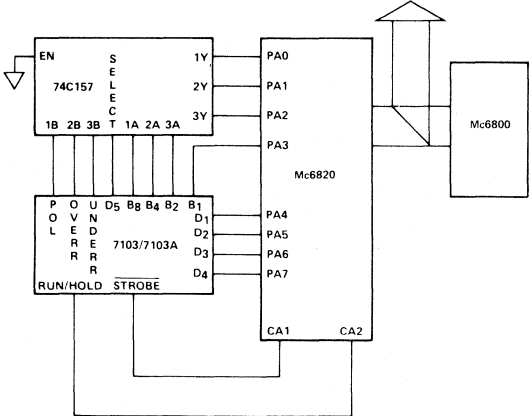 EN
SELECT
1Y
74C157
2Y
3Y
1B 2B 3B 1A 2A 3A
POL
OVERR
UNDERR
D5 B8 B4 B2 B1
D1
7103/7103A
D2
D3
D4
RUN/HOLD STROBE
PA0
PA1
PA2
PA3
Mc6820
PA4
PA5
PA6
PA7
CA1 CA2
Mc6800